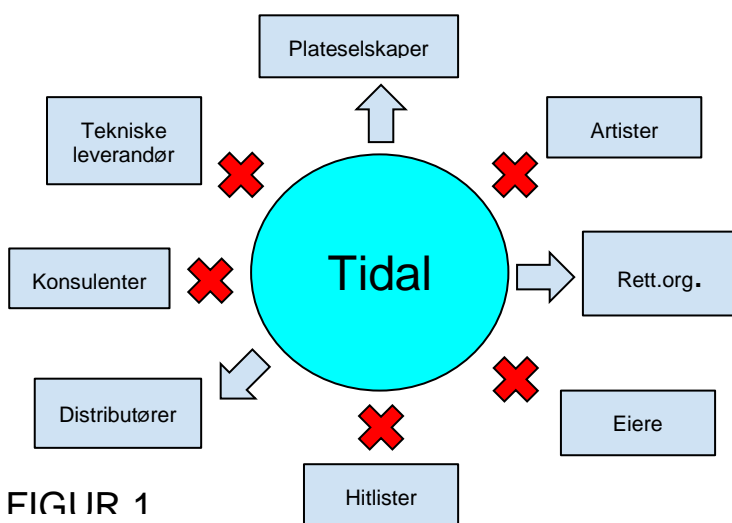 Plateselskaper
Tekniske
leverandør
Artister
Tidal
Konsulenter
Rett.org.
Distributører
Eiere
Hitlister
FIGUR 1